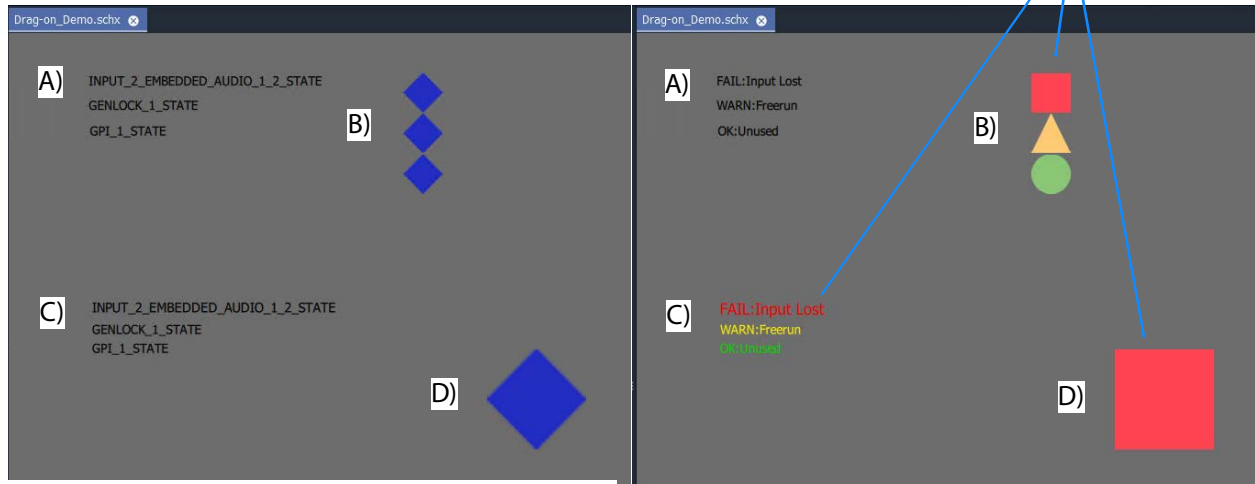 Drag-on_Demo.schx
A)
INPUT_2_EMBEDDED_AUDIO_1_2_STATE
GENLOCK_1_STATE
GPI_1_STATE
B)
C)
INPUT_2_EMBEDDED_AUDIO_1_2_STATE
GENLOCK_1_STATE
GPI_1_STATE
D)
Drag-on_Demo.schx
A)
FAIL:Input Lost
WARN:Freerun
OK:Unused
B)
C)
FAIL:Input Lost
WARN:Freerun
OK:Unused
D)